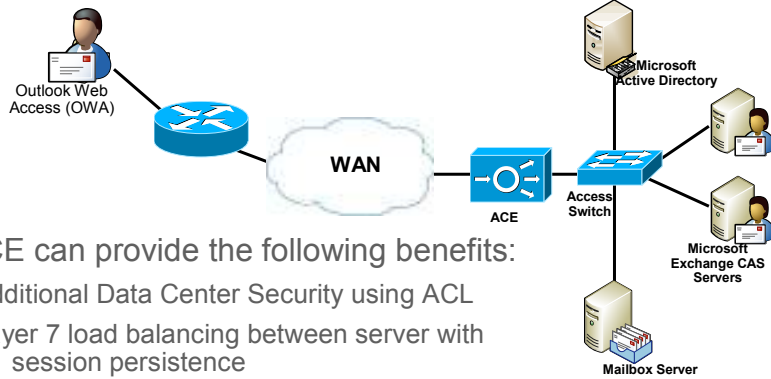 Outlook Web
Access (OWA)
WAN
ACE
Access
Switch
Microsoft
Active Directory
Microsoft
Exchange CAS
Servers
Mailbox Server
CE can provide the following benefits:
dditional Data Center Security using ACL
yer 7 load balancing between server with
session persistence